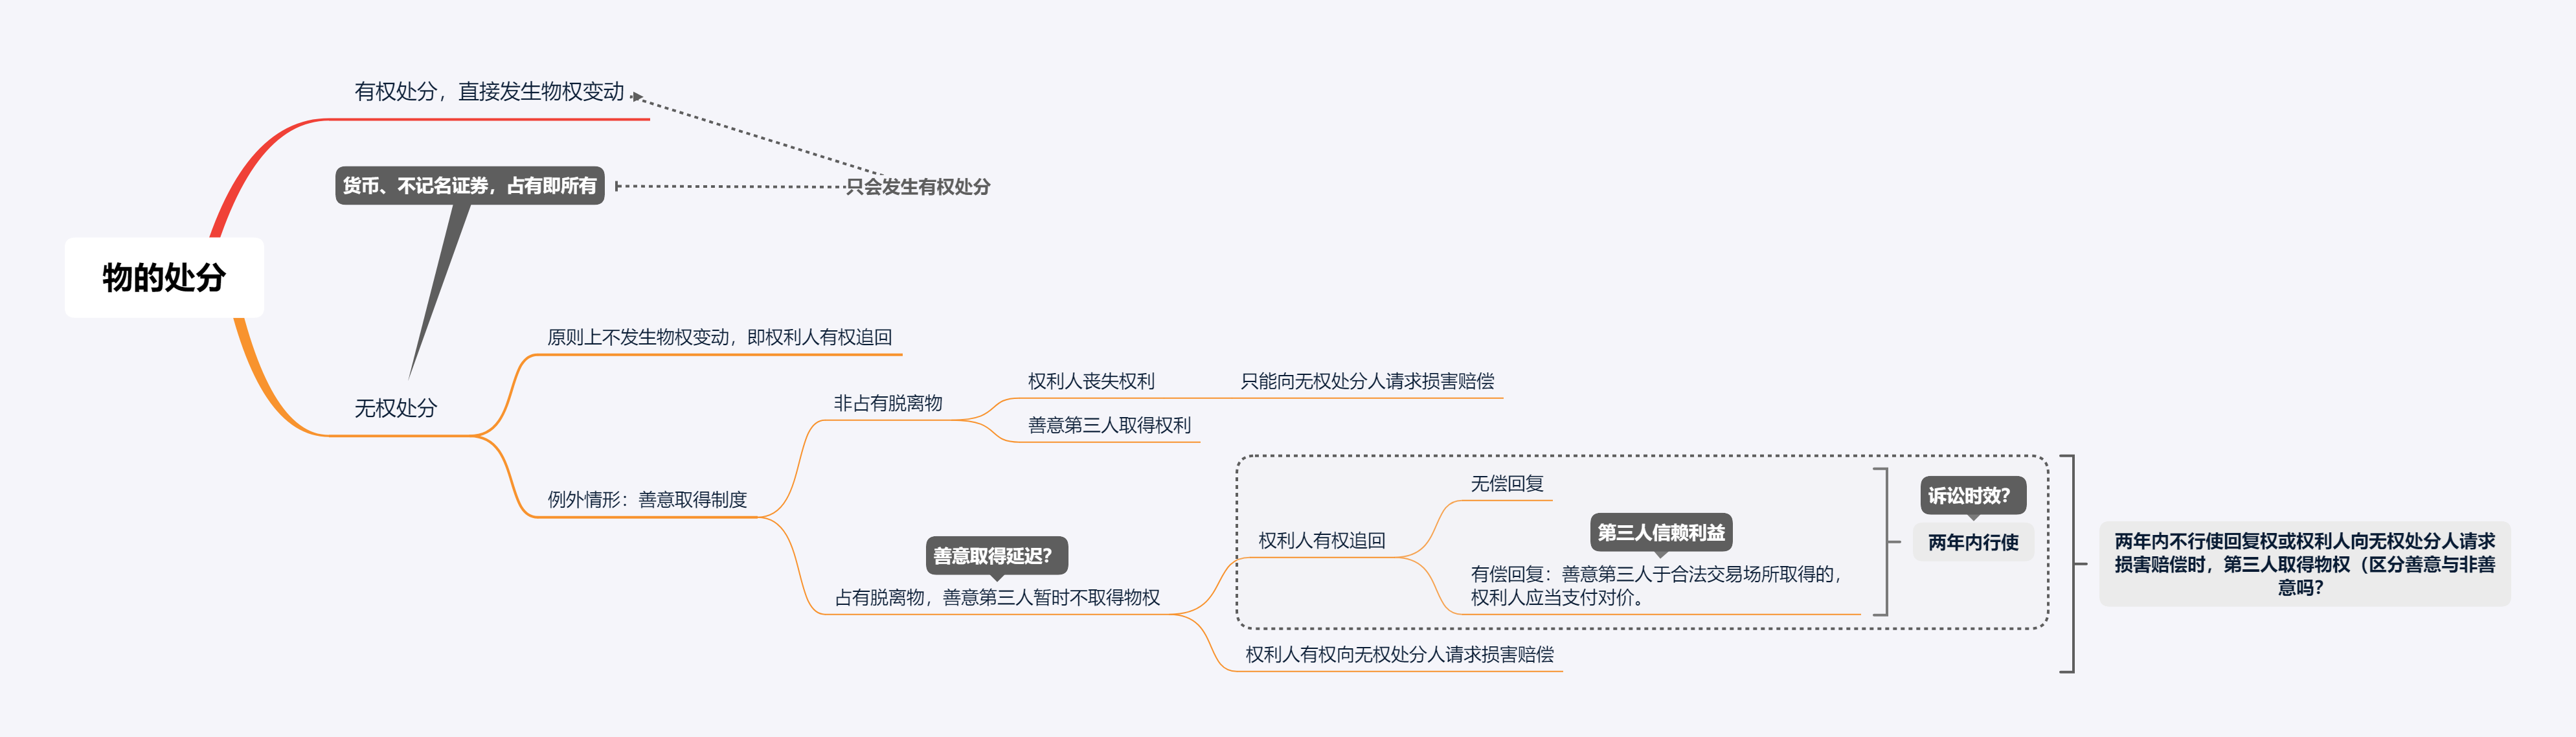 有权处分，直接发生物权变动
货币、不记名证券，占有即所有
只会发生有权处分
物的处分
无权处分
原则上不发生物权变动，即权利人有权追回
例外情形：善意取得制度
非占有脱离物
权利人丧失权利
只能向无权处分人请求损害赔偿
善意第三人取得权利
善意取得延迟？
占有脱离物，善意第三人暂时不取得物权
权利人有权追回
无偿回复
第三人信赖利益
有偿回复：善意第三人于合法交易场所取得的，
权利人应当支付对价。
诉讼时效？
两年内行使
权利人有权向无权处分人请求损害赔偿
两年内不行使回复权或权利人向无权处分人请求
损害赔偿时，第三人取得物权（区分善意与非善
意吗？